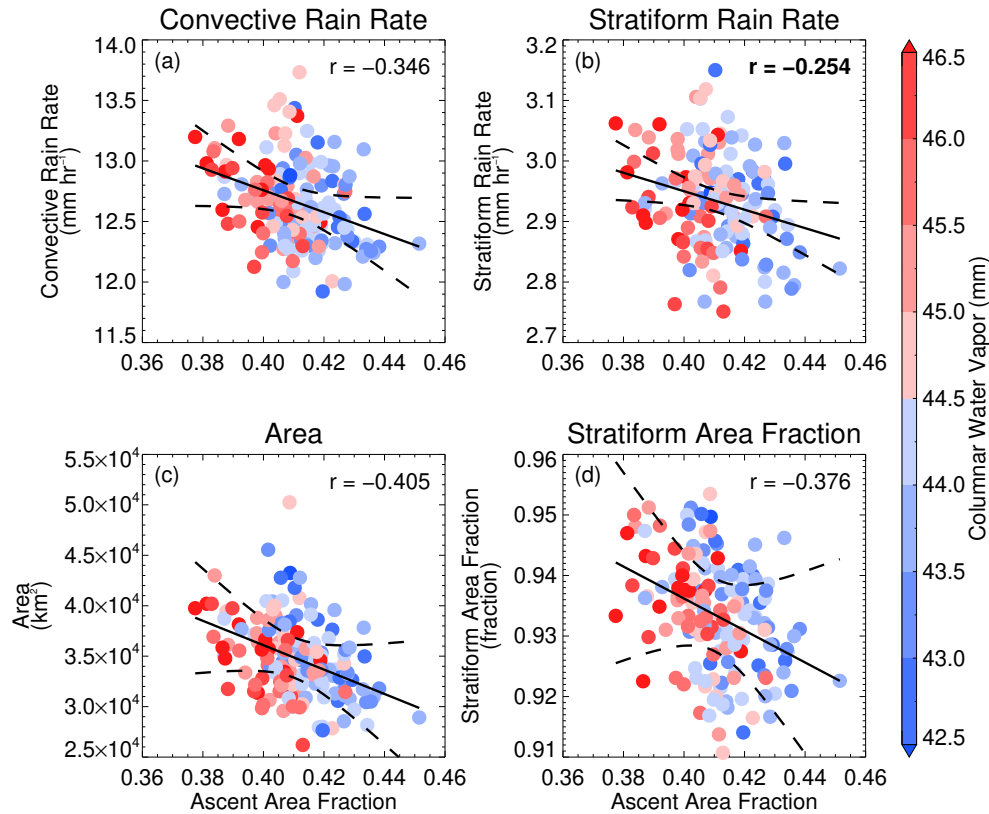 Convective Rain Rate
14.0
13.5
13.0
12.5
12.0
11.5
Convective Rain Rate
(mm hr⁻¹)
(a)
r = −0.346
0.36 0.38 0.40 0.42 0.44 0.46
Stratiform Rain Rate
3.2
3.1
3.0
2.9
2.8
2.7
Stratiform Rain Rate
(mm hr⁻¹)
(b)
r = −0.254
0.36 0.38 0.40 0.42 0.44 0.46
Area
5.5×10⁴
5.0×10⁴
4.5×10⁴
4.0×10⁴
3.5×10⁴
3.0×10⁴
2.5×10⁴
Area
(km²)
(c)
r = −0.405
0.36 0.38 0.40 0.42 0.44 0.46
Ascent Area Fraction
Stratiform Area Fraction
0.96
0.95
0.94
0.93
0.92
0.91
Stratiform Area Fraction
(fraction)
(d)
r = −0.376
0.36 0.38 0.40 0.42 0.44 0.46
Ascent Area Fraction
46.5
46.0
45.5
45.0
44.5
44.0
43.5
43.0
42.5
Columnar Water Vapor (mm)